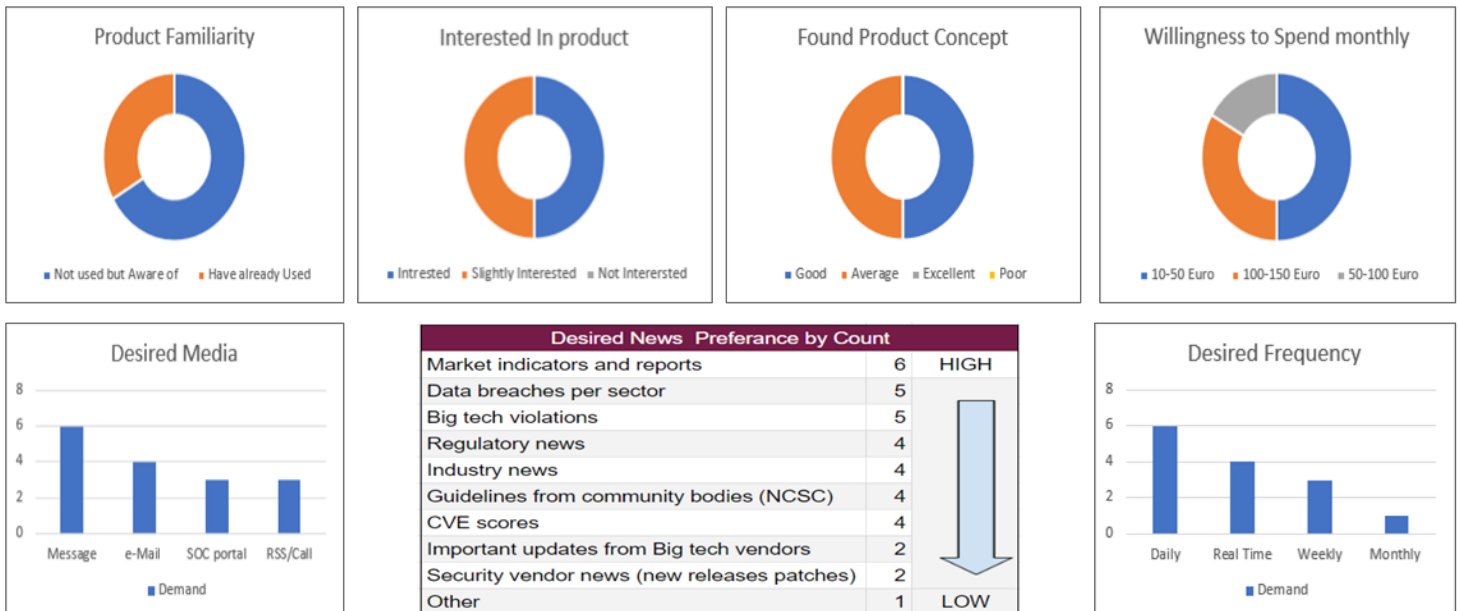 Product Familiarity
Not used but Aware of Have already Used
Interested In product
Intrested Slightly Interested Not Interersted
Found Product Concept
Good Average Excellent Poor
Willingness to Spend monthly
10-50 Euro 100-150 Euro 50-100 Euro
Desired Media
8
6
4
2
0
Message e-Mail SOC portal RSS/Call
Demand
Desired News Preferance by Count
Market indicators and reports 6 HIGH
Data breaches per sector 5
Big tech violations 5
Regulatory news 4
Industry news 4
Guidelines from community bodies (NCSC) 4
CVE scores 4
Important updates from Big tech vendors 2
Security vendor news (new releases patches) 2
Other 1 LOW
Desired Frequency
8
6
4
2
0
Daily Real Time Weekly Monthly
Demand